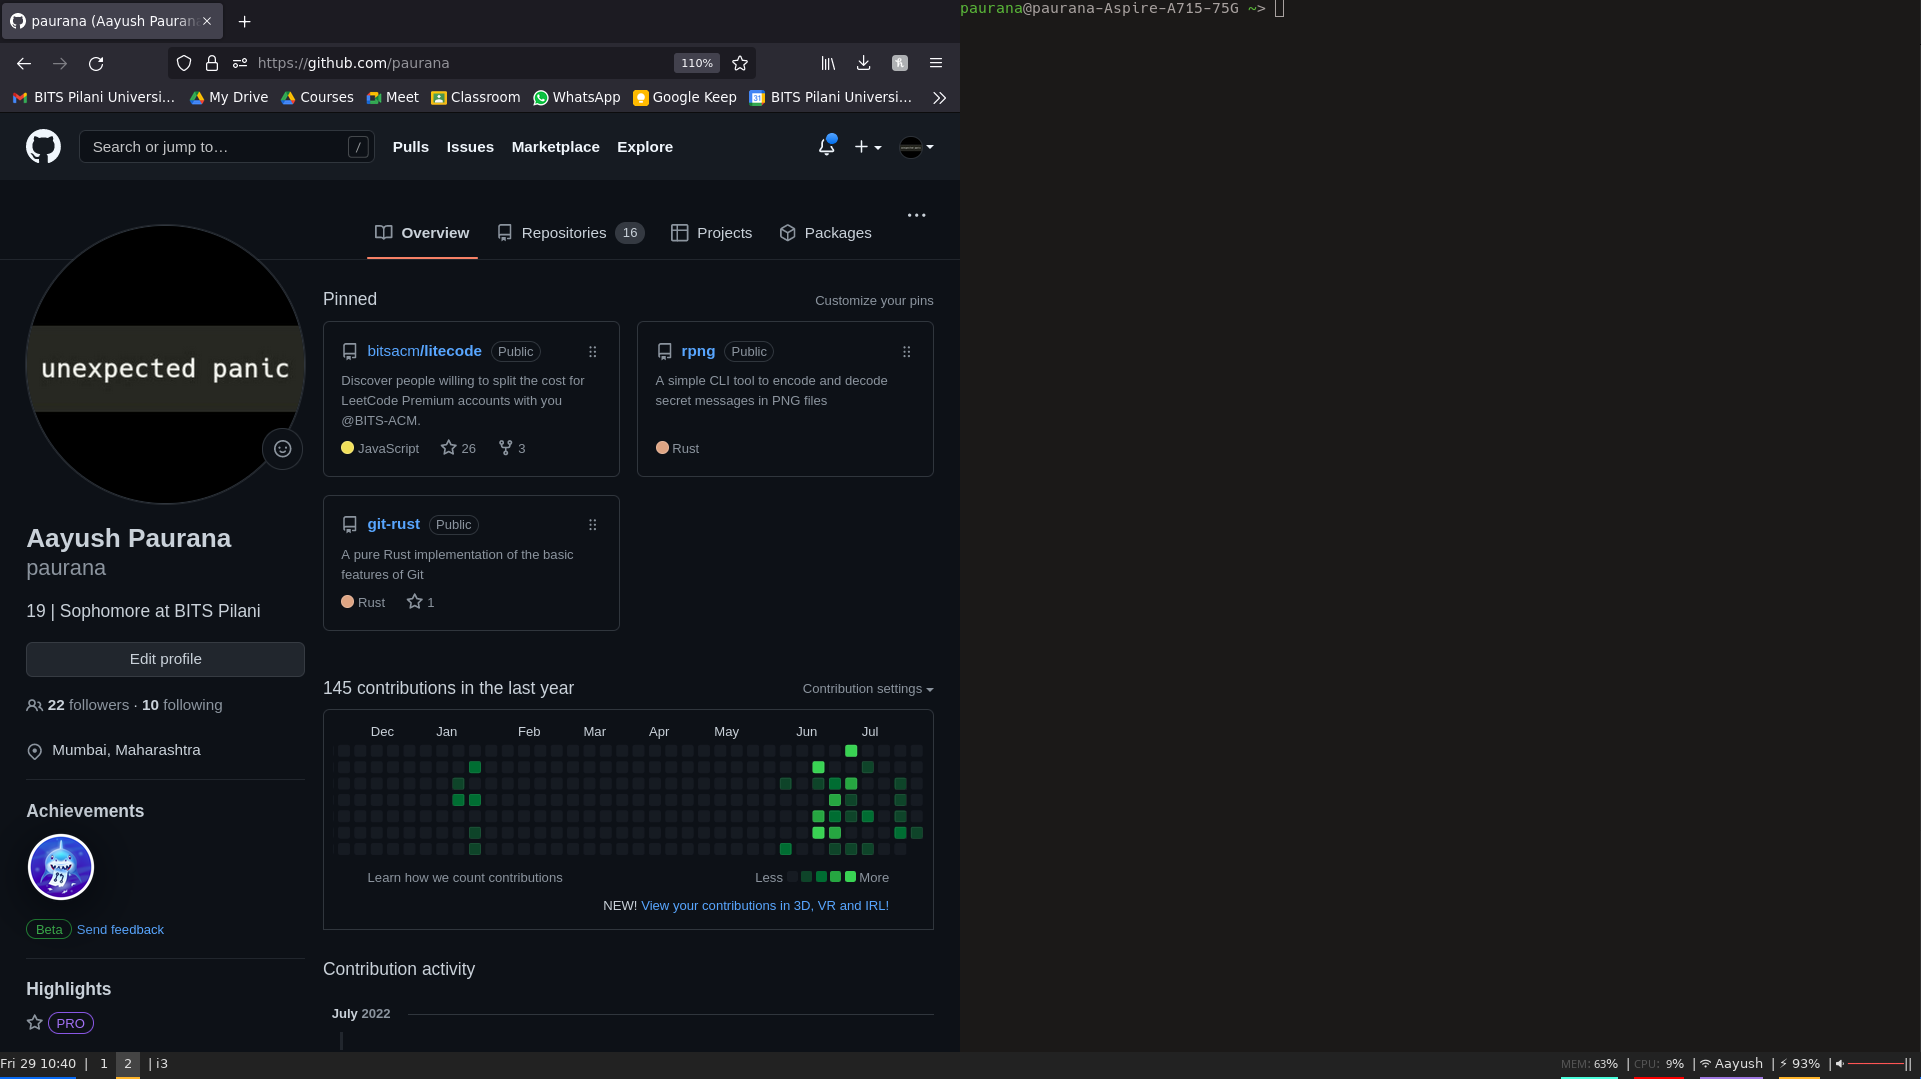 paurana (Aayush Pauran
paurana@paurana-Aspire-A715-75G ~>
https://github.com/paurana
110%
BITS Pilani Universi… My Drive Courses Meet Classroom WhatsApp Google Keep BITS Pilani Universi…
Search or jump to… /
Pulls Issues Marketplace Explore
Overview Repositories 16 Projects Packages
unexpected panic
Aayush Paurana
paurana
19 | Sophomore at BITS Pilani
Edit profile
22 followers · 10 following
Mumbai, Maharashtra
Achievements
Beta Send feedback
Highlights
PRO
Pinned
Customize your pins
bitsacm/litecode Public
Discover people willing to split the cost for
LeetCode Premium accounts with you
@BITS-ACM.
JavaScript 26 3
rpng Public
A simple CLI tool to encode and decode
secret messages in PNG files
Rust
git-rust Public
A pure Rust implementation of the basic
features of Git
Rust 1
145 contributions in the last year
Contribution settings
Dec Jan Feb Mar Apr May Jun Jul
Learn how we count contributions
Less More
NEW! View your contributions in 3D, VR and IRL!
Contribution activity
July 2022
Fri 29 10:40 | 1 2 | i3
MEM: 63% | CPU: 9% | Aayush | 93% | ||